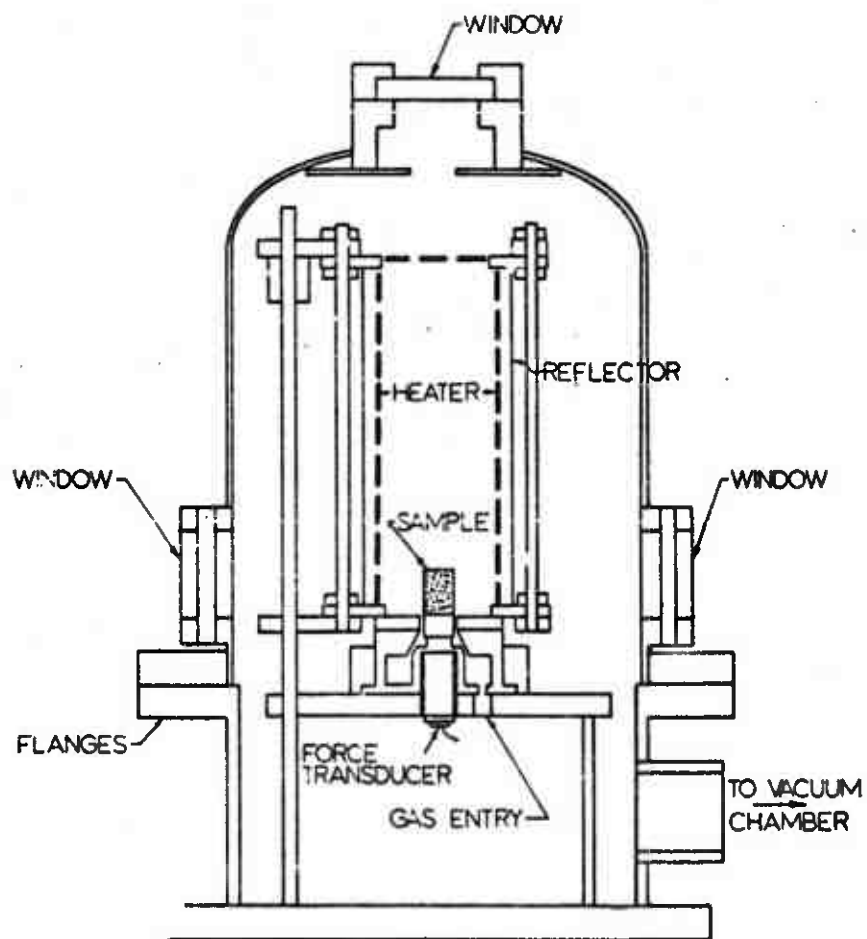 WINDOW
REFLECTOR
HEATER
WINDOW
WINDOW
SAMPLE
FLANGES
FORCE
TRANSDUCER
GAS ENTRY
TO VACUUM
CHAMBER